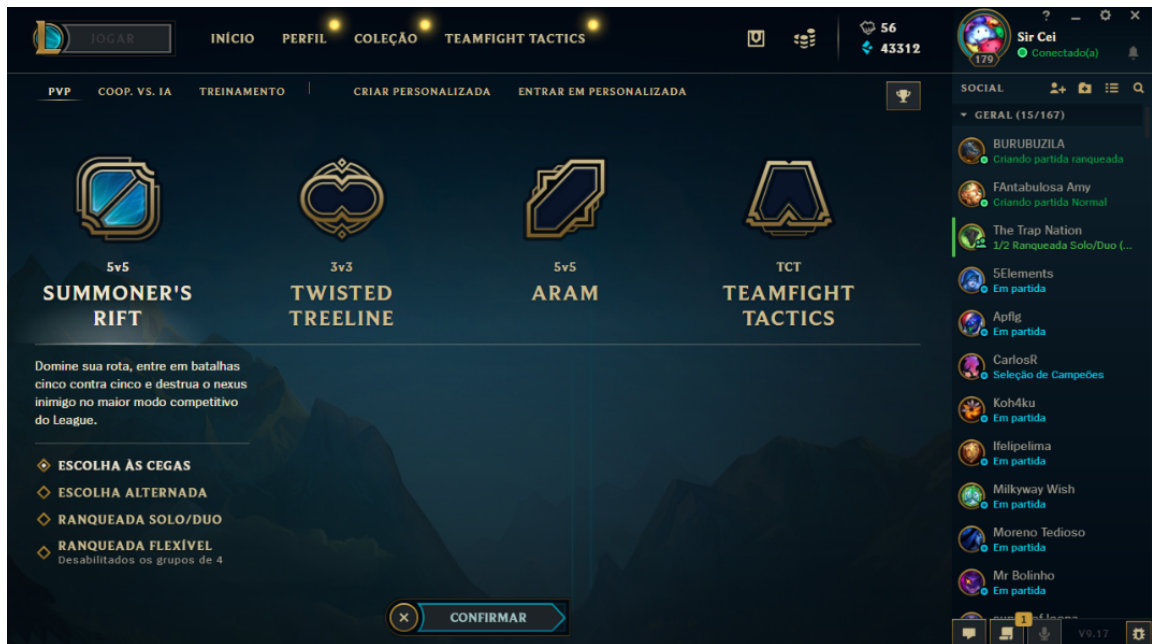 JOGAR
INÍCIO
PERFIL
COLEÇÃO
TEAMFIGHT TACTICS
56
43312
179
Sir Cei
Conectado(a)
PVP
COOP. VS. IA
TREINAMENTO
CRIAR PERSONALIZADA
ENTRAR EM PERSONALIZADA
5v5
SUMMONER'S
RIFT
3v3
TWISTED
TREELINE
5v5
ARAM
TCT
TEAMFIGHT
TACTICS
Domine sua rota, entre em batalhas
cinco contra cinco e destrua o nexus
inimigo no maior modo competitivo
do League.
ESCOLHA ÀS CEGAS
ESCOLHA ALTERNADA
RANQUEADA SOLO/DUO
RANQUEADA FLEXÍVEL
Desabilitados os grupos de 4
CONFIRMAR
SOCIAL
GERAL (15/167)
BURUBUZILA
Criando partida ranqueada
FAntabulosa Amy
Criando partida Normal
The Trap Nation
1/2 Ranqueada Solo/Duo (...
5Elements
Em partida
Apflg
Em partida
CarlosR
Seleção de Campeões
Koh4ku
Em partida
Ifelipelima
Em partida
Milkyway Wish
Em partida
Moreno Tedioso
Em partida
Mr Bolinho
Em partida
1
V9.17